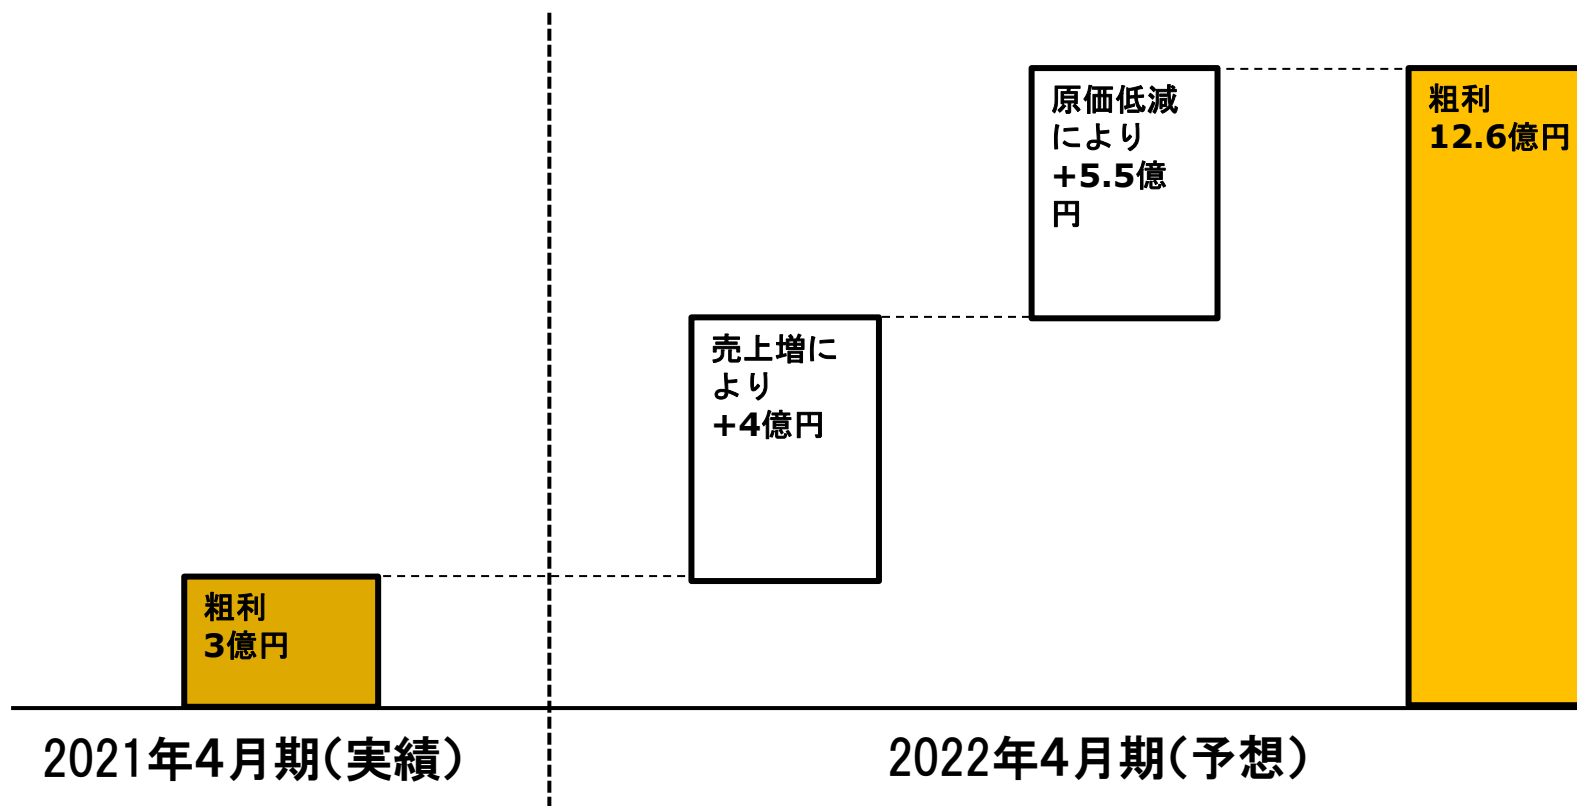 粗利
3億円
売上増に
より
+4億円
原価低減
により
+5.5億
円
粗利
12.6億円
2021年4月期(実績)
2022年4月期(予想)